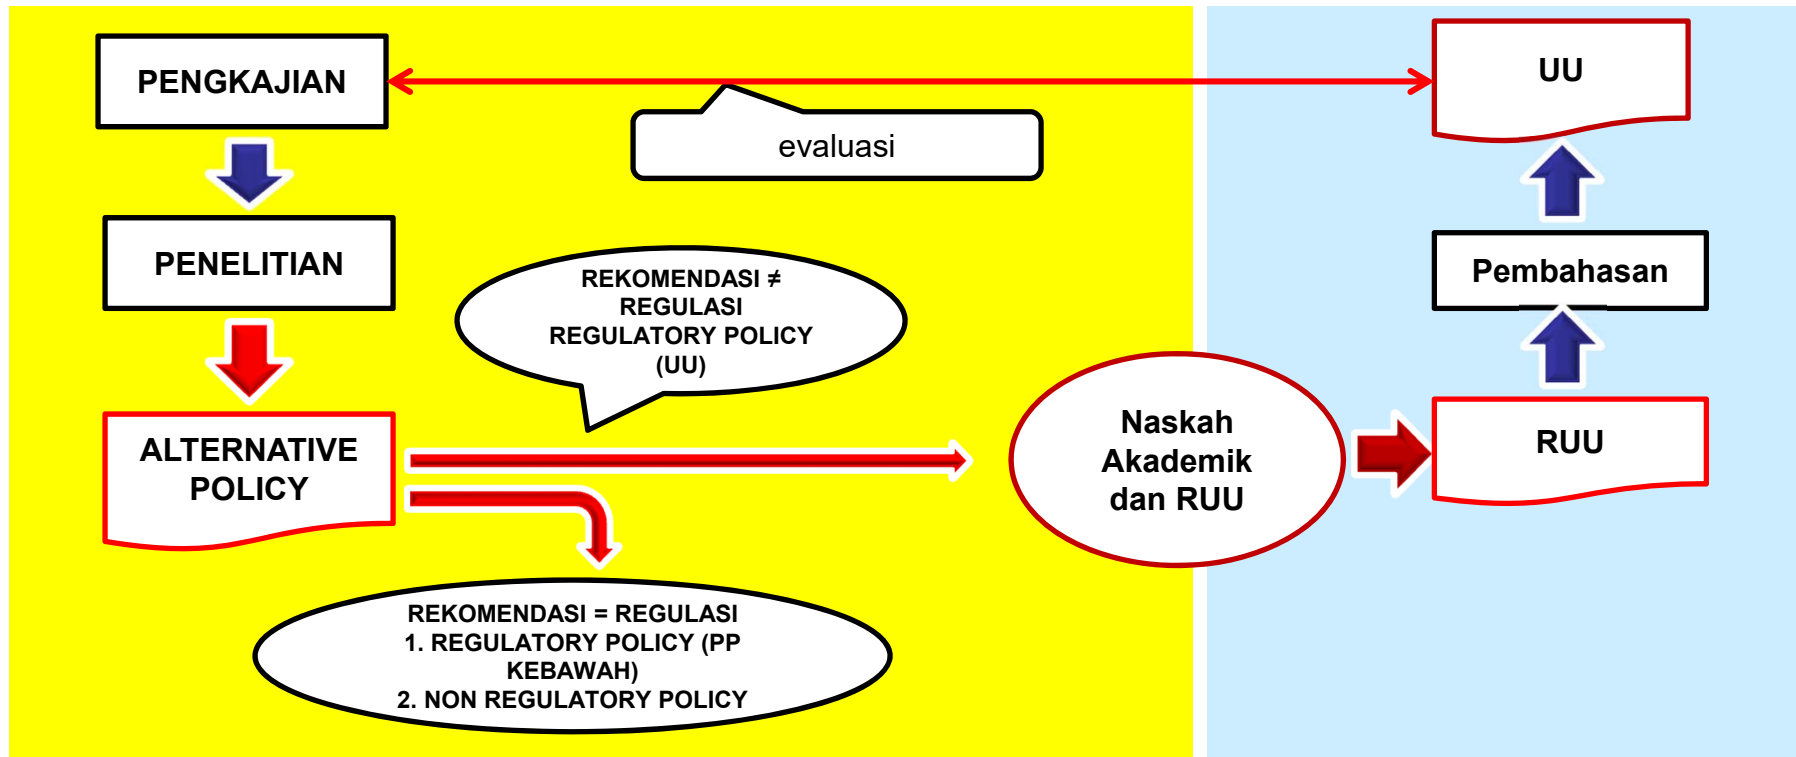 PENGKAJIAN
evaluasi
UU
PENELITIAN
REKOMENDASI ≠
REGULASI
REGULATORY POLICY
(UU)
Pembahasan
ALTERNATIVE
POLICY
Naskah
Akademik
dan RUU
RUU
REKOMENDASI = REGULASI
1. REGULATORY POLICY (PP
KEBAWAH)
2. NON REGULATORY POLICY